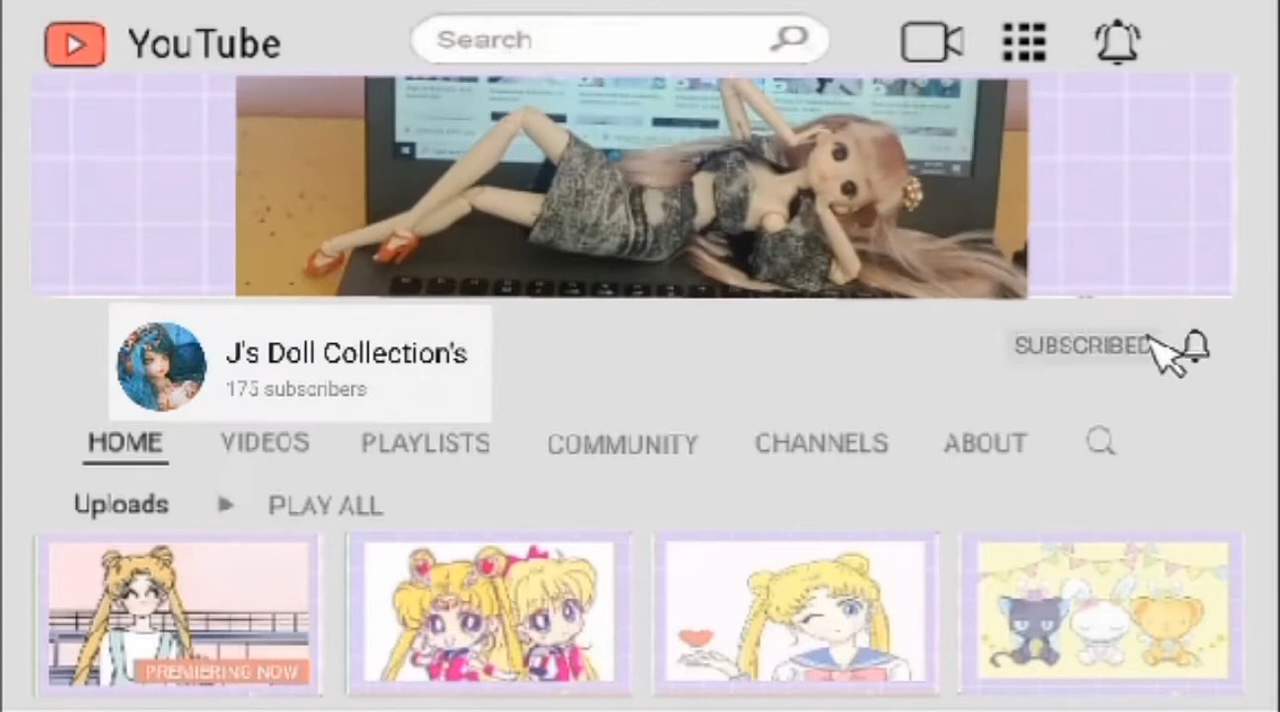 YouTube
Search
J's Doll Collection's
175 subscribers
SUBSCRIBED
HOME VIDEOS PLAYLISTS COMMUNITY CHANNELS ABOUT
Uploads PLAY ALL
PREMIERING NOW